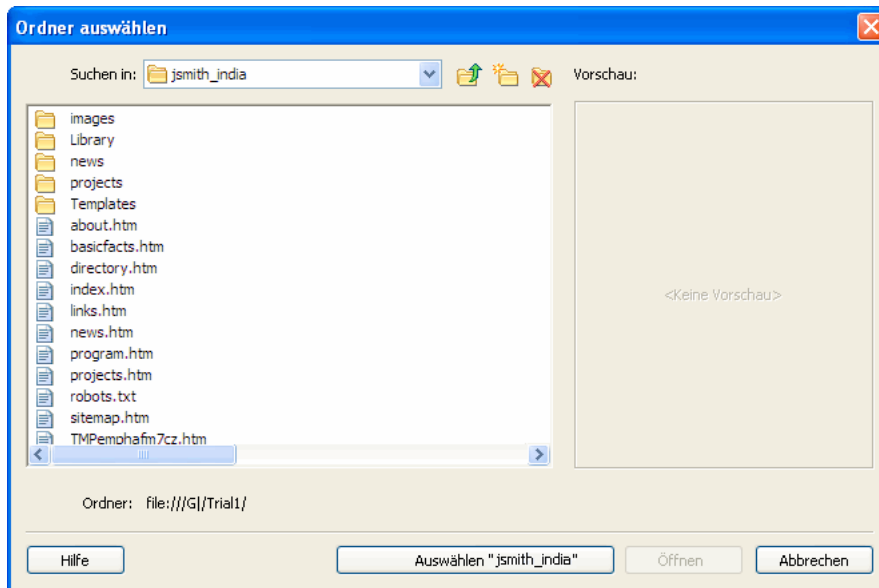 Ordner auswählen
Suchen in: jsmith_india Vorschau:
images
Library
news
projects
Templates
about.htm
basicfacts.htm
directory.htm
index.htm
links.htm
news.htm
program.htm
projects.htm
robots.txt
sitemap.htm
TMPemphafm7cz.htm
<Keine Vorschau>
Ordner: file:///G|/Trial1/
Hilfe Auswählen "jsmith_india" Öffnen Abbrechen